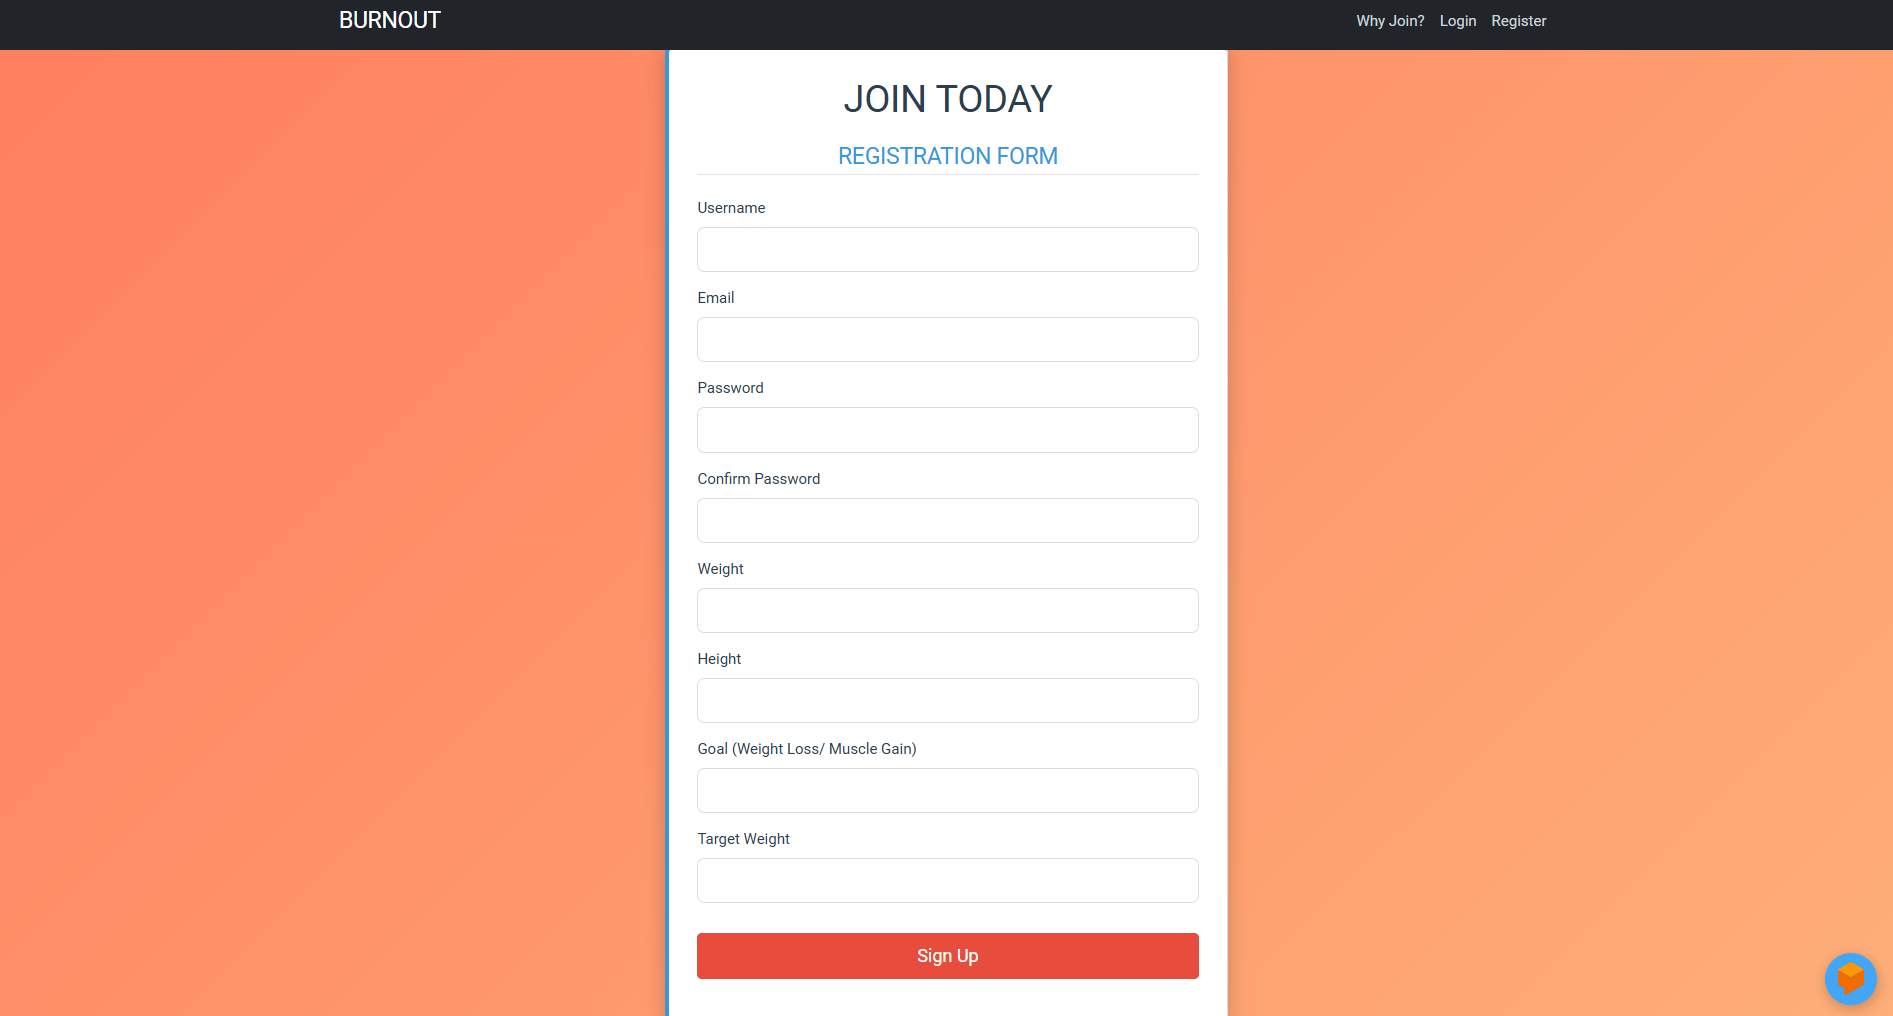 BURNOUT
Why Join? Login Register
JOIN TODAY
REGISTRATION FORM
Username
Email
Password
Confirm Password
Weight
Height
Goal (Weight Loss/ Muscle Gain)
Target Weight
Sign Up